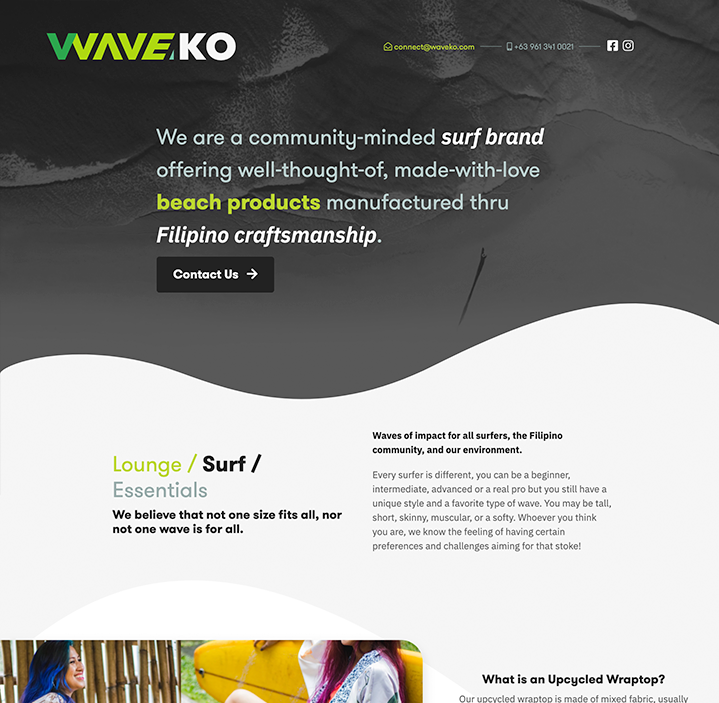 WAVE.KO
connect@waveko.com
+63 961 341 0021
We are a community-minded surf brand
offering well-thought-of, made-with-love
beach products manufactured thru
Filipino craftsmanship.
Contact Us
Lounge / Surf /
Essentials
We believe that not one size fits all, nor
not one wave is for all.
Waves of impact for all surfers, the Filipino
community, and our environment.
Every surfer is different, you can be a beginner,
intermediate, advanced or a real pro but you still have a
unique style and a favorite type of wave. You may be tall,
short, skinny, muscular, or a softy. Whoever you think
you are, we know the feeling of having certain
preferences and challenges aiming for that stoke!
What is an Upcycled Wraptop?
Our upcycled wraptop is made of mixed fabric, usually